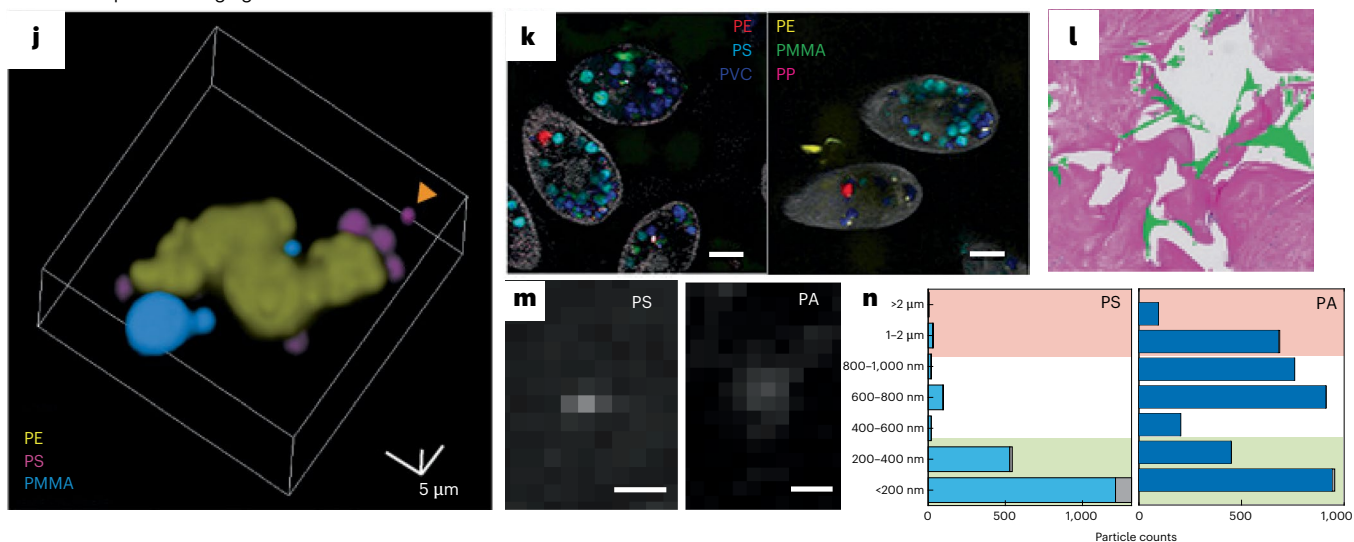 j
PE
PS
PMMA
5 μm
k
PE
PS
PVC
PE
PMMA
PP
l
m
PS
PA
n
PS
PA
>2 μm
1–2 μm
800–1,000 nm
600–800 nm
400–600 nm
200–400 nm
<200 nm
0
500
1,000
0
500
1,000
Particle counts